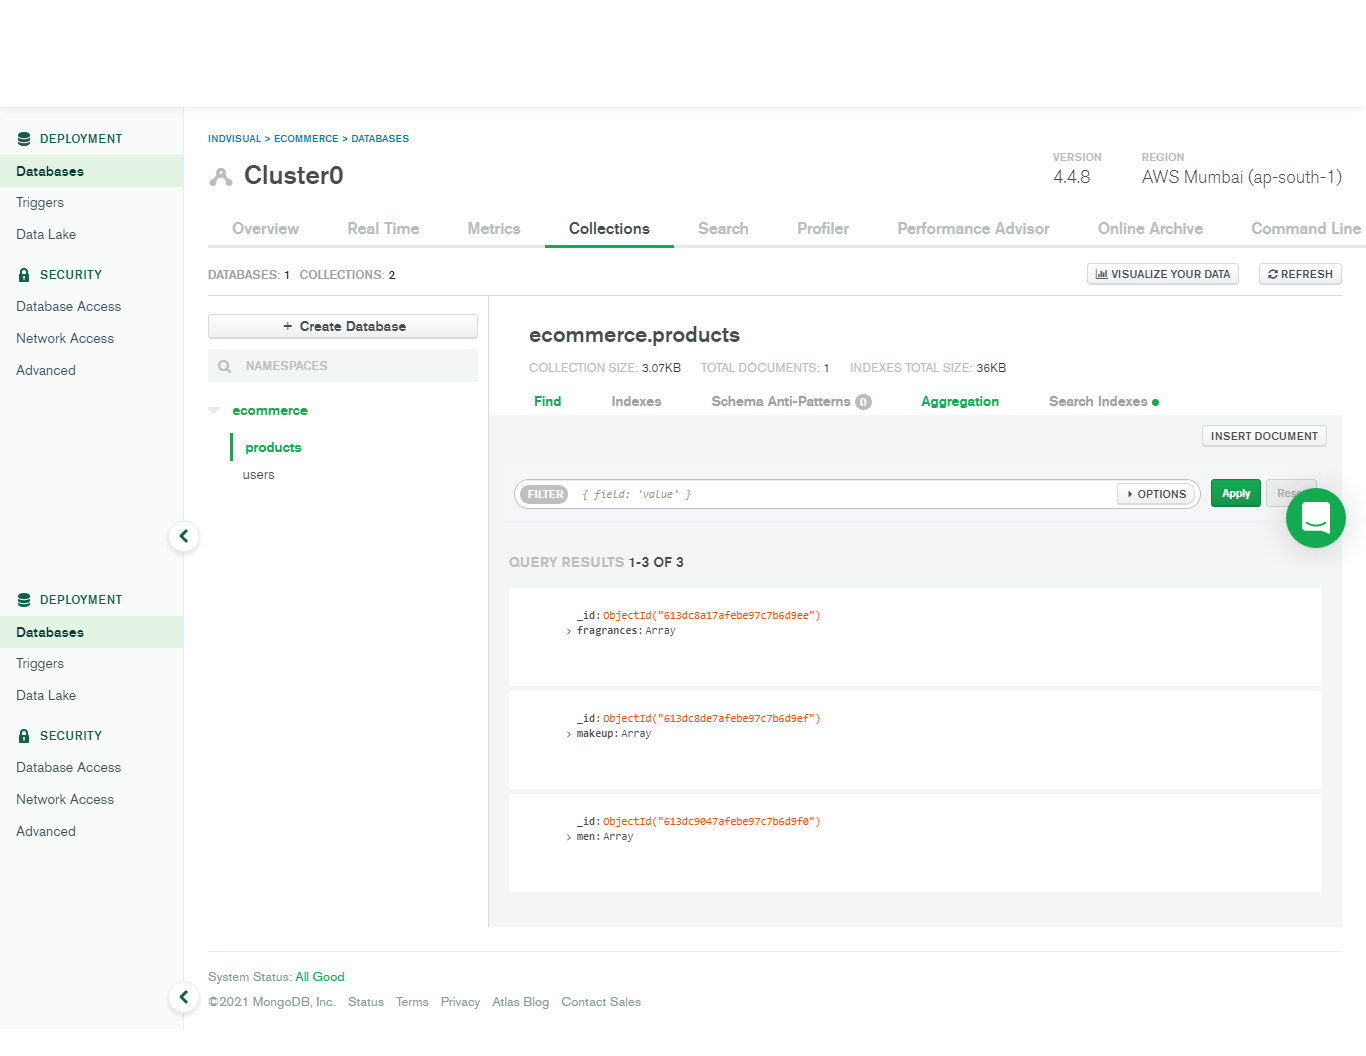 DEPLOYMENT
Databases
Triggers
Data Lake
SECURITY
Database Access
Network Access
Advanced
DEPLOYMENT
Databases
Triggers
Data Lake
SECURITY
Database Access
Network Access
Advanced
INDVISUAL > ECOMMERCE > DATABASES
Cluster0
VERSION
4.4.8
REGION
AWS Mumbai (ap-south-1)
Overview Real Time Metrics Collections Search Profiler Performance Advisor Online Archive Command Line
DATABASES: 1 COLLECTIONS: 2
VISUALIZE YOUR DATA
REFRESH
+ Create Database
NAMESPACES
ecommerce
products
users
ecommerce.products
COLLECTION SIZE: 3.07KB TOTAL DOCUMENTS: 1 INDEXES TOTAL SIZE: 36KB
Find Indexes Schema Anti-Patterns 0 Aggregation Search Indexes
INSERT DOCUMENT
FILTER { field: 'value' } OPTIONS Apply
QUERY RESULTS 1-3 OF 3
_id: ObjectId("613dc8a17afebe97c7b6d9ee")
fragrances: Array
_id: ObjectId("613dc8de7afebe97c7b6d9ef")
makeup: Array
_id: ObjectId("613dc9047afebe97c7b6d9f0")
men: Array
System Status: All Good
©2021 MongoDB, Inc. Status Terms Privacy Atlas Blog Contact Sales